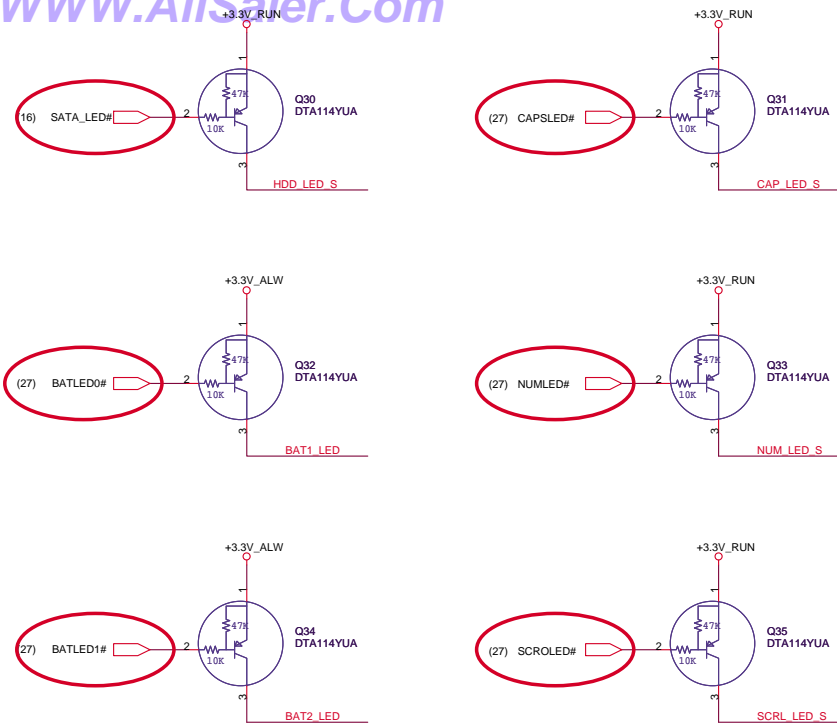 WWW.AllSaler.Com
+3.3V_RUN
1
47K
Q30
DTA114YUA
(16) SATA_LED#
2
10K
3
HDD_LED_S
+3.3V_RUN
1
47K
Q31
DTA114YUA
(27) CAPSLED#
2
10K
3
CAP_LED_S
+3.3V_ALW
1
47K
Q32
DTA114YUA
(27) BATLED0#
2
10K
3
BAT1_LED
+3.3V_RUN
1
47K
Q33
DTA114YUA
(27) NUMLED#
2
10K
3
NUM_LED_S
+3.3V_ALW
1
47K
Q34
DTA114YUA
(27) BATLED1#
2
10K
3
BAT2_LED
+3.3V_RUN
1
47K
Q35
DTA114YUA
(27) SCROLED#
2
10K
3
SCRL_LED_S